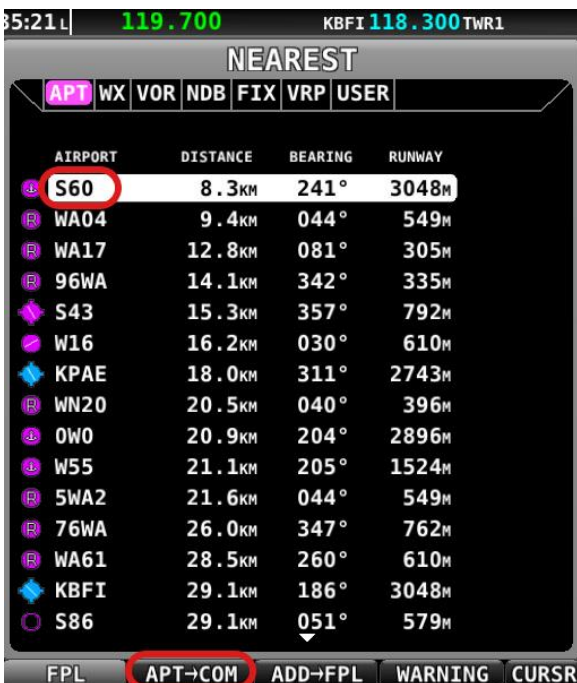 35:21L 119.700 KBFI 118.300 TWR1
NEAREST
APT WX VOR NDB FIX VRP USER
AIRPORT DISTANCE BEARING RUNWAY
S60 8.3KM 241° 3048M
R WA04 9.4KM 044° 549M
R WA17 12.8KM 081° 305M
R 96WA 14.1KM 342° 335M
S43 15.3KM 357° 792M
W16 16.2KM 030° 610M
KPAE 18.0KM 311° 2743M
R WN20 20.5KM 040° 396M
0W0 20.9KM 204° 2896M
W55 21.1KM 205° 1524M
R 5WA2 21.6KM 044° 549M
R 76WA 26.0KM 347° 762M
R WA61 28.5KM 260° 610M
KBFI 29.1KM 186° 3048M
S86 29.1KM 051° 579M
FPL APT→COM ADD→FPL WARNING CURSR